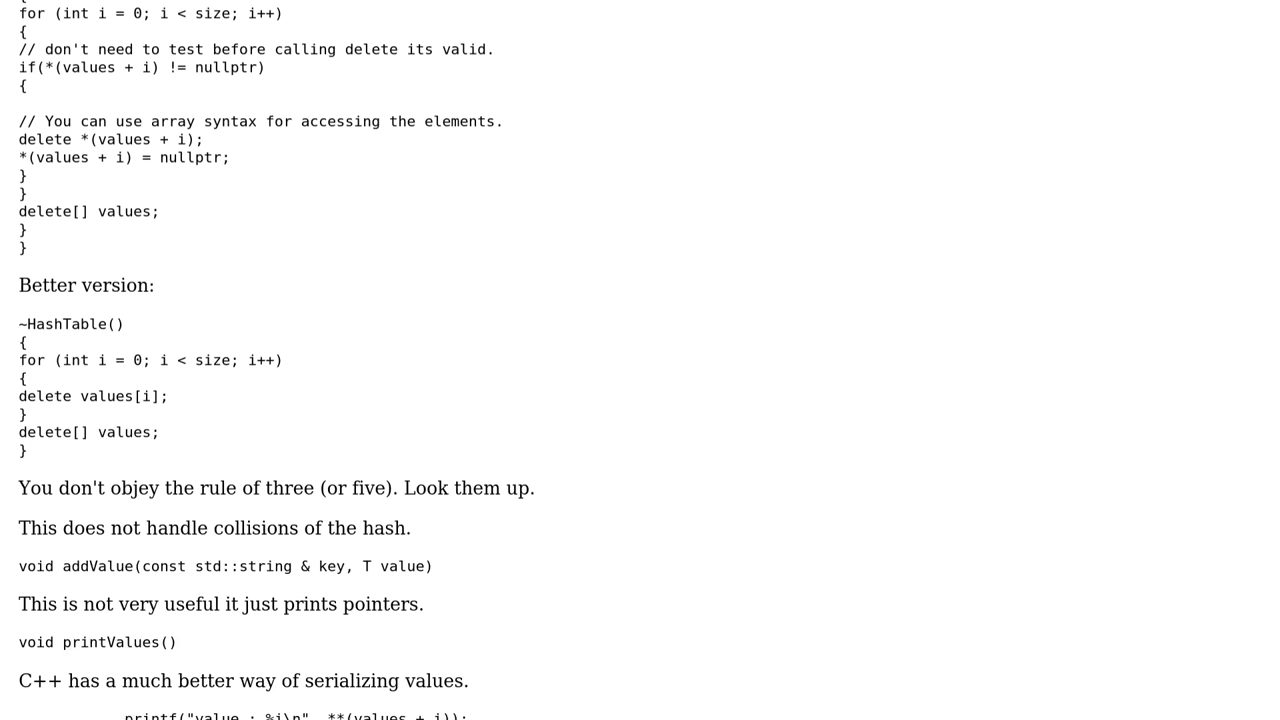 for (int i = 0; i < size; i++)
{
// don't need to test before calling delete its valid.
if(*(values + i) != nullptr)
{
// You can use array syntax for accessing the elements.
delete *(values + i);
*(values + i) = nullptr;
}
}
delete[] values;
}
}
Better version:
~HashTable()
{
for (int i = 0; i < size; i++)
{
delete values[i];
}
delete[] values;
}
You don't objey the rule of three (or five). Look them up.
This does not handle collisions of the hash.
void addValue(const std::string & key, T value)
This is not very useful it just prints pointers.
void printValues()
C++ has a much better way of serializing values.
printf("value : %i\n", **(values + i));